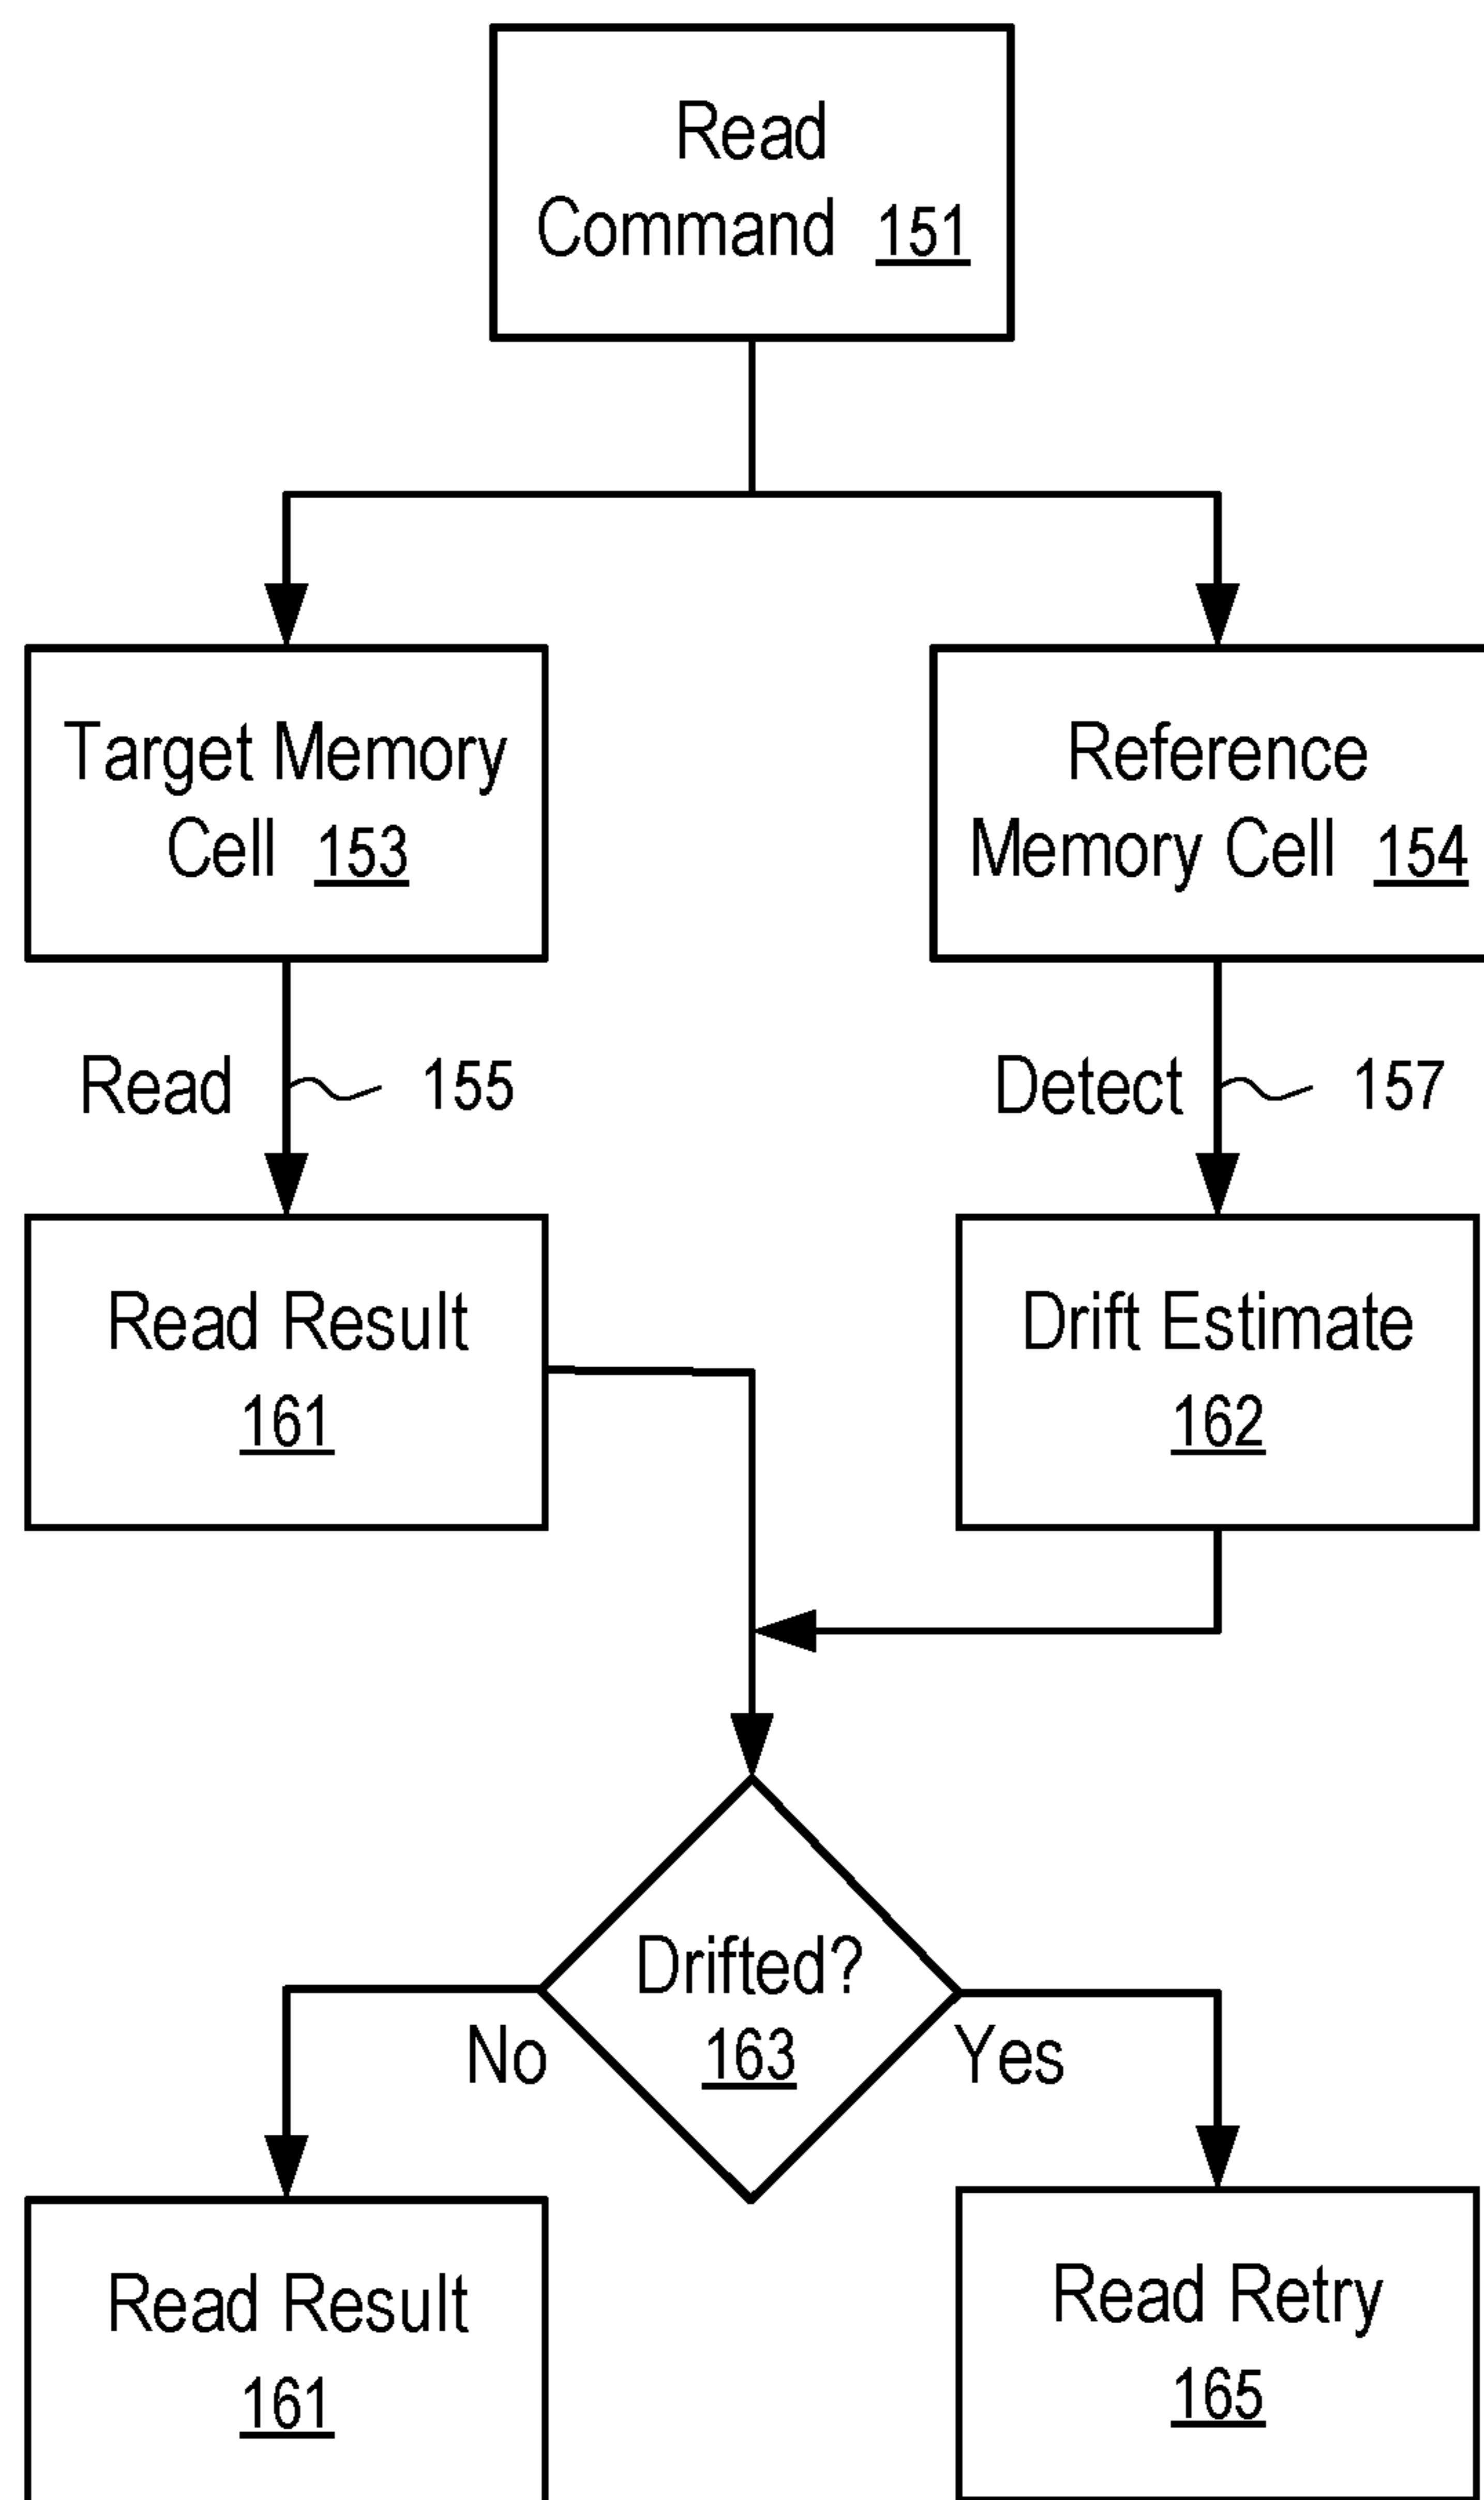 Read
Command 151
Target Memory
Cell 153
Reference
Memory Cell 154
Read 155
Detect 157
Read Result
161
Drift Estimate
162
Drifted?
163
No
Yes
Read Result
161
Read Retry
165